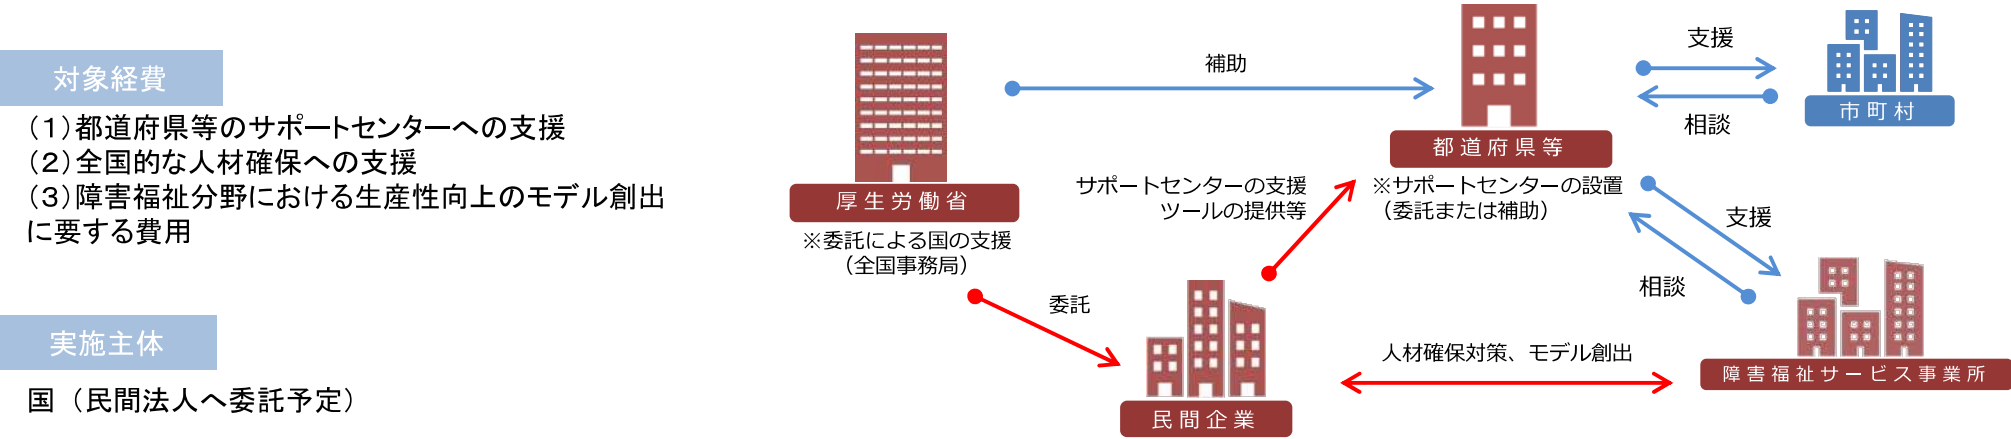 対象経費
（１）都道府県等のサポートセンターへの支援
（２）全国的な人材確保への支援
（３）障害福祉分野における生産性向上のモデル創出
に要する費用
実施主体
国（民間法人へ委託予定）
厚生労働省
※委託による国の支援
（全国事務局）
補助
都道府県等
※サポートセンターの設置
（委託または補助）
支援
相談
市町村
サポートセンターの支援
ツールの提供等
委託
支援
相談
人材確保対策、モデル創出
民間企業
障害福祉サービス事業所